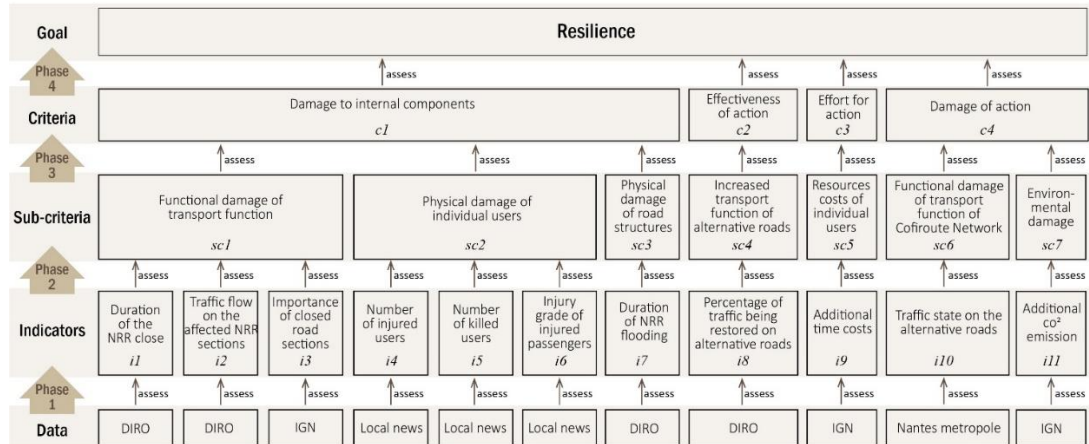 Goal
Resilience
Phase
4
assess
assess
assess
assess
Criteria
Damage to internal components
c1
Effectiveness
of action
c2
Effort for
action
c3
Damage of action
c4
Phase
3
assess
assess
assess
assess
assess
assess
assess
Sub-criteria
Functional damage of
transport function
sc1
Physical damage of
individual users
sc2
Physical
damage
of road
structures
sc3
Increased
transport
function of
alternative roads
sc4
Resources
costs of
individual
users
sc5
Functional damage
of transport
function of
Cofiroute Network
sc6
Environ-
mental
damage
sc7
Phase
2
assess
assess
assess
assess
assess
assess
assess
assess
assess
assess
assess
Indicators
Duration
of the
NRR close
i1
Traffic flow
on the
affected NRR
sections
i2
Importance
of closed
road
sections
i3
Number
of injured
users
i4
Number
of killed
users
i5
Injury
grade of
injured
passengers
i6
Duration
of NRR
flooding
i7
Percentage of
traffic being
restored on
alternative roads
i8
Additional
time costs
i9
Traffic state on
the alternative roads
i10
Additional
co²
emission
i11
Phase
1
assess
assess
assess
assess
assess
assess
assess
assess
assess
assess
assess
Data
DIRO
DIRO
IGN
Local news
Local news
Local news
DIRO
DIRO
IGN
Nantes metropole
IGN